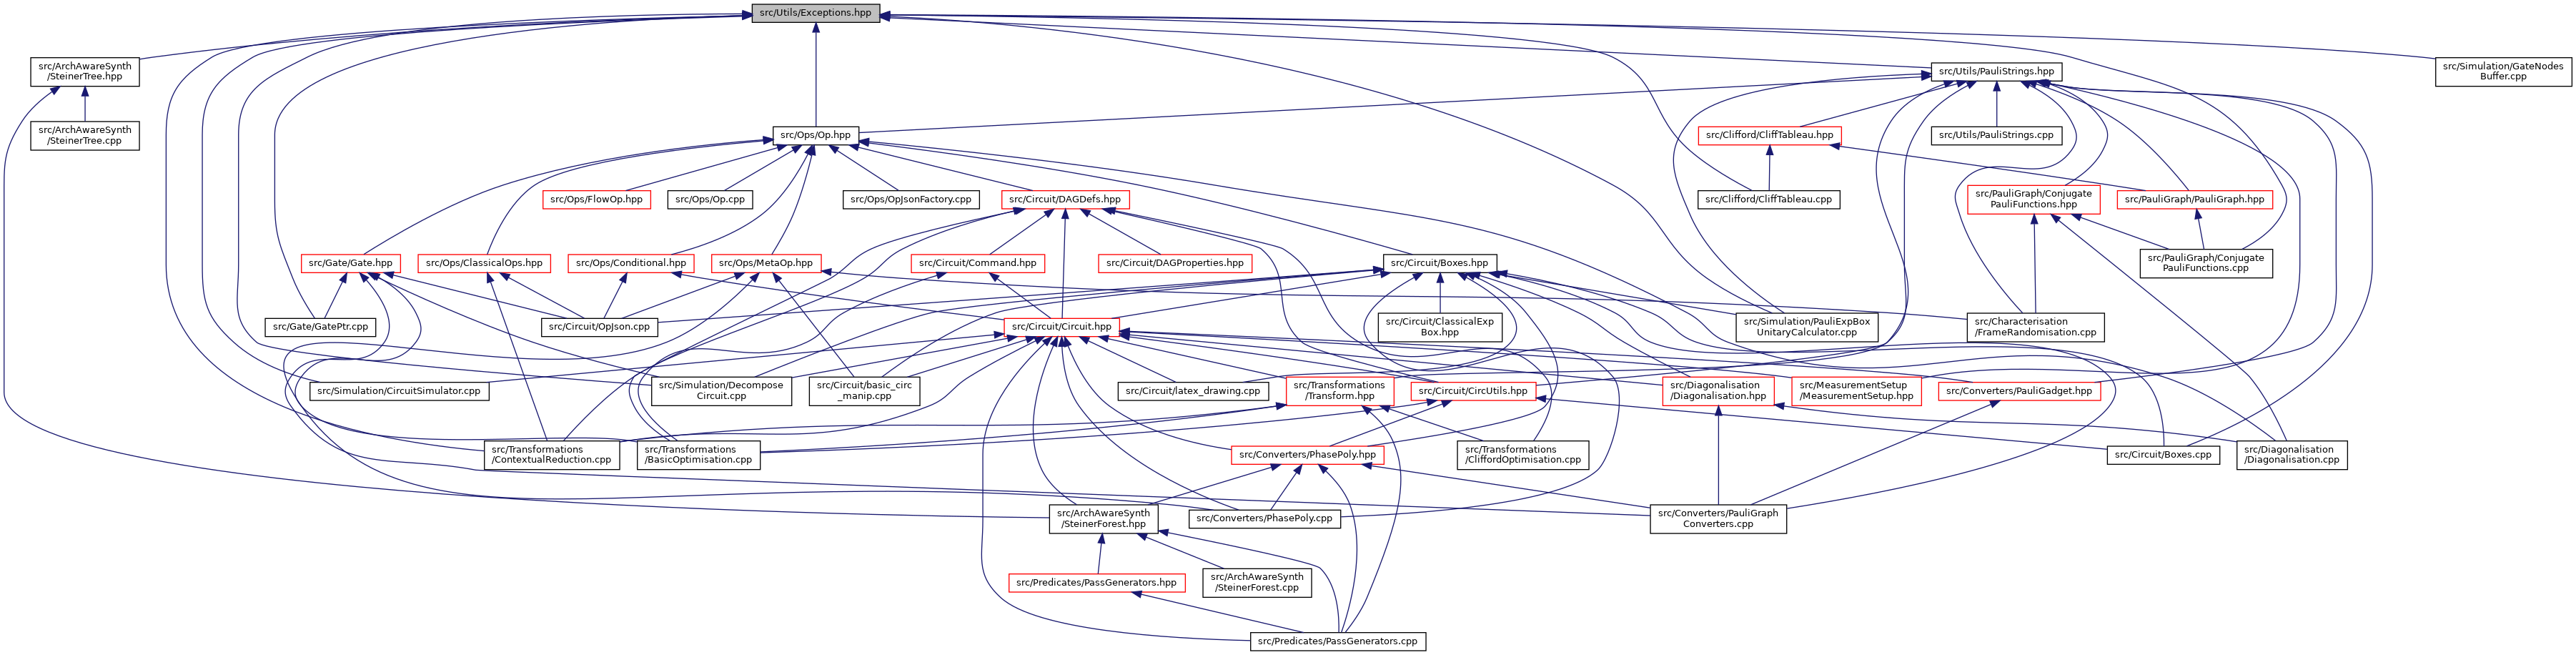 src/Utils/Exceptions.hpp
src/ArchAwareSynth
/SteinerTree.hpp
src/Utils/PauliStrings.hpp
src/Simulation/GateNodes
Buffer.cpp
src/ArchAwareSynth
/SteinerTree.cpp
src/Ops/Op.hpp
src/Clifford/CliffTableau.hpp
src/Utils/PauliStrings.cpp
src/Ops/FlowOp.hpp
src/Ops/Op.cpp
src/Ops/OpJsonFactory.cpp
src/Circuit/DAGDefs.hpp
src/Clifford/CliffTableau.cpp
src/PauliGraph/Conjugate
PauliFunctions.hpp
src/PauliGraph/PauliGraph.hpp
src/Gate/Gate.hpp
src/Ops/ClassicalOps.hpp
src/Ops/Conditional.hpp
src/Ops/MetaOp.hpp
src/Circuit/Command.hpp
src/Circuit/DAGProperties.hpp
src/Circuit/Boxes.hpp
src/PauliGraph/Conjugate
PauliFunctions.cpp
src/Gate/GatePtr.cpp
src/Circuit/OpJson.cpp
src/Circuit/Circuit.hpp
src/Circuit/ClassicalExp
Box.hpp
src/Simulation/PauliExpBox
UnitaryCalculator.cpp
src/Characterisation
/FrameRandomisation.cpp
src/Simulation/CircuitSimulator.cpp
src/Simulation/Decompose
Circuit.cpp
src/Circuit/basic_circ
_manip.cpp
src/Circuit/latex_drawing.cpp
src/Transformations
/Transform.hpp
src/Circuit/CircUtils.hpp
src/Diagonalisation
/Diagonalisation.hpp
src/MeasurementSetup
/MeasurementSetup.hpp
src/Converters/PauliGadget.hpp
src/Transformations
/ContextualReduction.cpp
src/Transformations
/BasicOptimisation.cpp
src/Converters/PhasePoly.hpp
src/Transformations
/CliffordOptimisation.cpp
src/Circuit/Boxes.cpp
src/Diagonalisation
/Diagonalisation.cpp
src/ArchAwareSynth
/SteinerForest.hpp
src/Converters/PhasePoly.cpp
src/Converters/PauliGraph
Converters.cpp
src/Predicates/PassGenerators.hpp
src/ArchAwareSynth
/SteinerForest.cpp
src/Predicates/PassGenerators.cpp